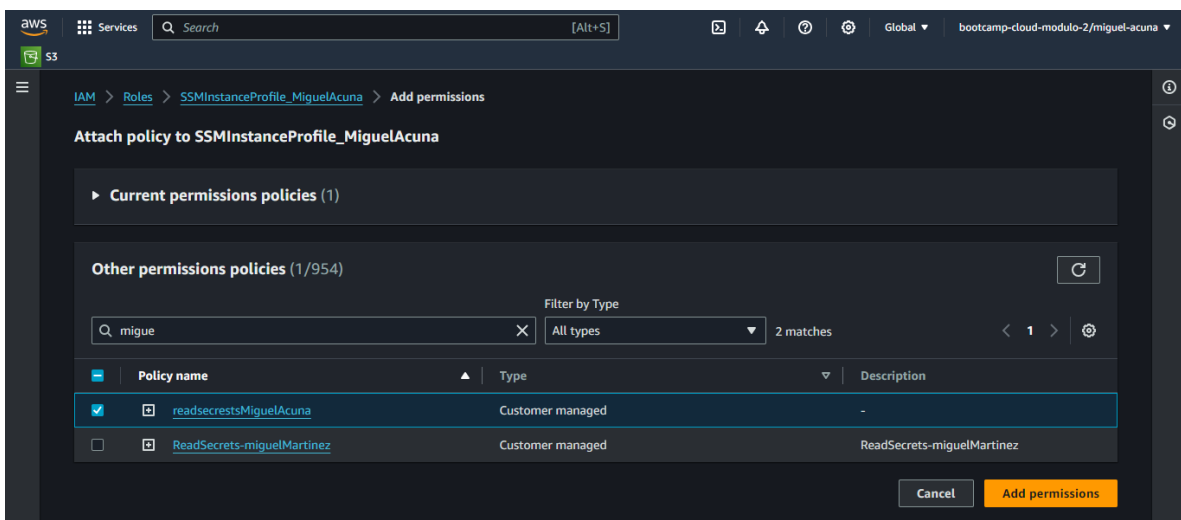 aws Services Search [Alt+S] Global bootcamp-cloud-modulo-2/miguel-acuna
S3
IAM > Roles > SSMInstanceProfile_MiguelAcuna > Add permissions
Attach policy to SSMInstanceProfile_MiguelAcuna
Current permissions policies (1)
Other permissions policies (1/954)
Filter by Type
migue All types 2 matches 1
Policy name Type Description
readsecrestsMiguelAcuna Customer managed -
ReadSecrets-miguelMartinez Customer managed ReadSecrets-miguelMartinez
Cancel Add permissions